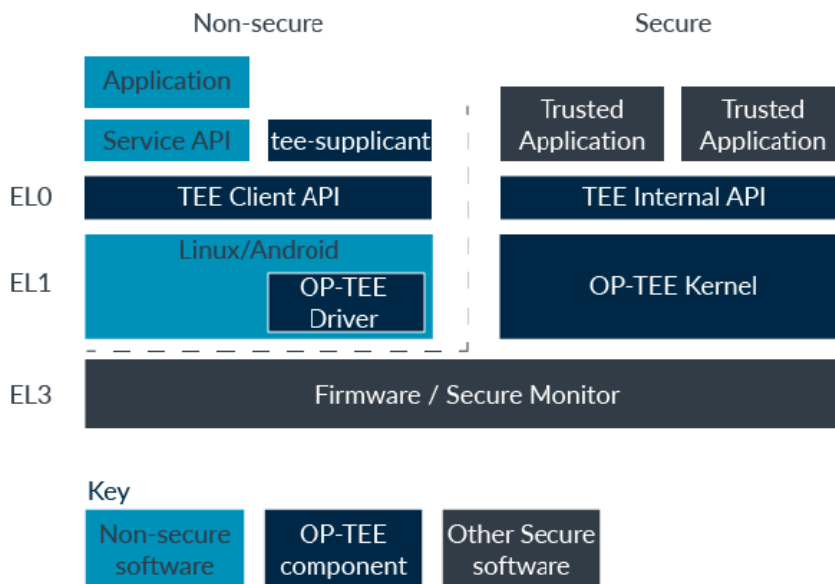 Non-secure
Secure
Application
Service API
tee-supplicant
Trusted
Application
Trusted
Application
EL0
TEE Client API
TEE Internal API
EL1
Linux/Android
OP-TEE
Driver
OP-TEE Kernel
EL3
Firmware / Secure Monitor
Key
Non-secure
software
OP-TEE
component
Other Secure
software